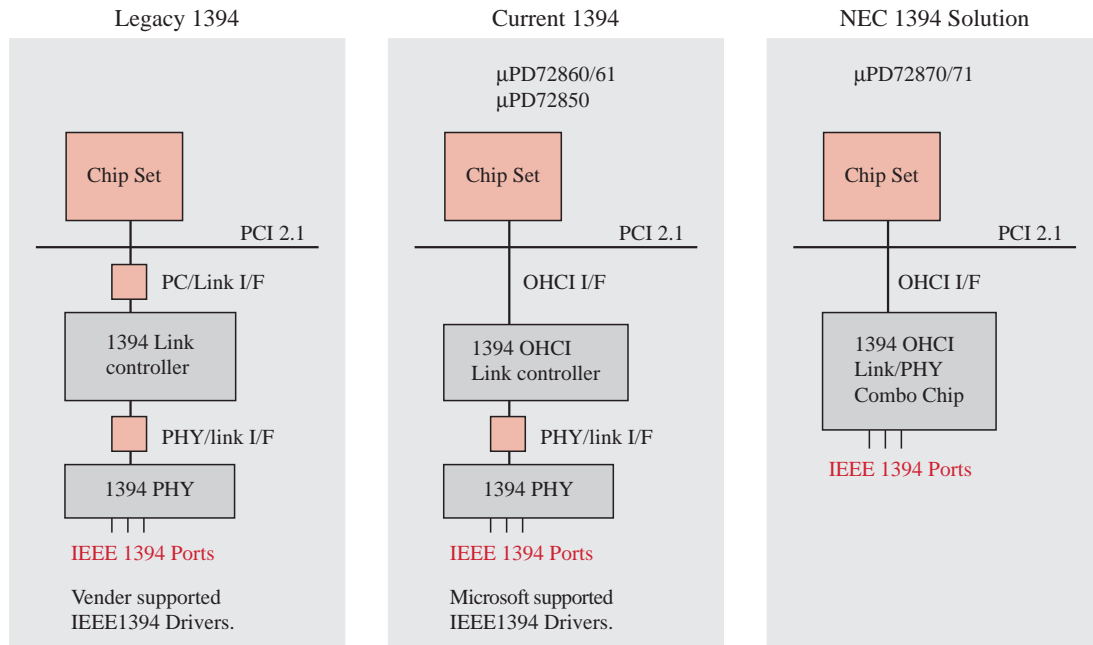 Legacy 1394
Chip Set
PCI 2.1
PC/Link I/F
1394 Link
controller
PHY/link I/F
1394 PHY
IEEE 1394 Ports
Vender supported
IEEE1394 Drivers.
Current 1394
μPD72860/61
μPD72850
Chip Set
PCI 2.1
OHCI I/F
1394 OHCI
Link controller
PHY/link I/F
1394 PHY
IEEE 1394 Ports
Microsoft supported
IEEE1394 Drivers.
NEC 1394 Solution
μPD72870/71
Chip Set
PCI 2.1
OHCI I/F
1394 OHCI
Link/PHY
Combo Chip
IEEE 1394 Ports